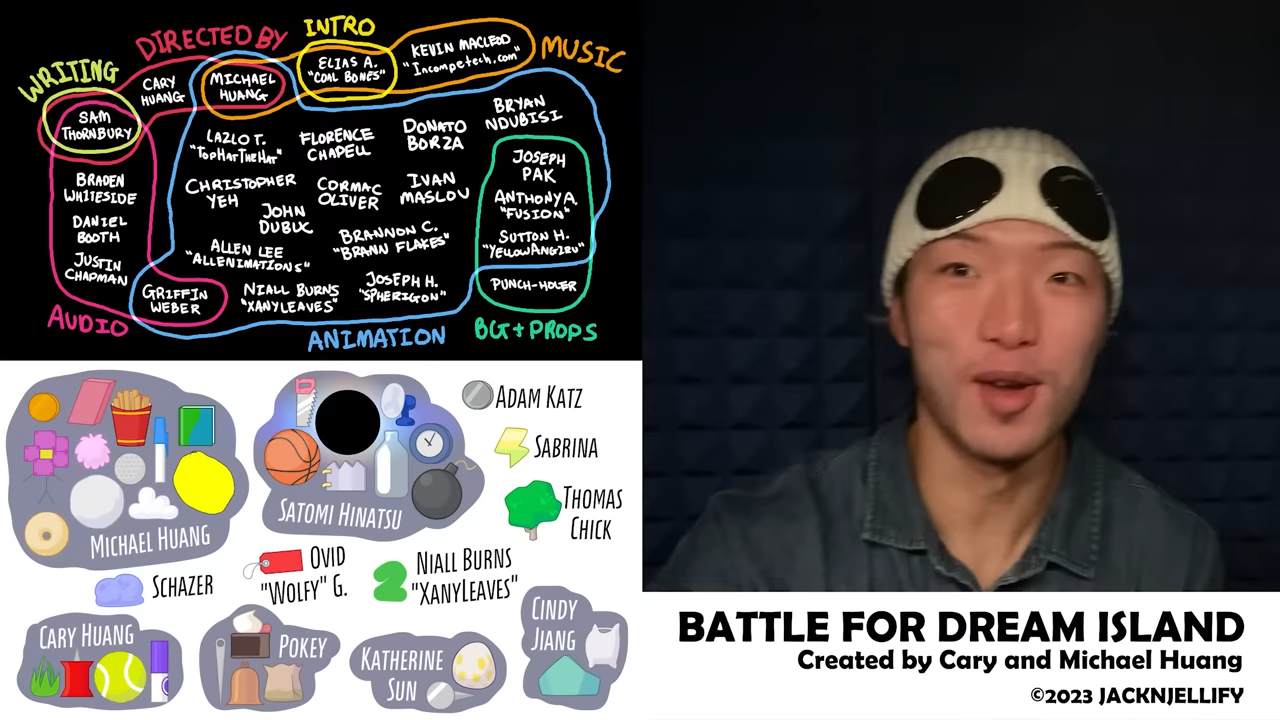 WRITING
DIRECTED BY
INTRO
MUSIC
SAM
THORNBURY
CARY
HUANG
MICHAEL
HUANG
ELIAS A.
"COAL BONES"
KEVIN MACLEOD
"Incompetech.com"
LAZLO T.
"TOPHATTHEHAT"
FLORENCE
CHAPELL
DONATO
BORZA
BRYAN
NDUBISI
BRADEN
WHITESIDE
CHRISTOPHER
YEH
CORMAC
OLIVER
IVAN
MASLOV
JOSEPH
PAK
ANTHONY A.
"FUSION"
DANIEL
BOOTH
JOHN
DUBUC
BRANNON C.
"BRANN FLAKES"
SUTTON H.
"YELLOWANGIRU"
JUSTIN
CHAPMAN
ALLEN LEE
"ALLENIMATIONS"
GRIFFIN
WEBER
NIALL BURNS
"XANYLEAVES"
JOSEPH H.
"SPHERIGON"
PUNCH-HOLER
AUDIO
ANIMATION
BG+PROPS
MICHAEL HUANG
SATOMI HINATSU
ADAM KATZ
SABRINA
THOMAS
CHICK
SCHAZER
OVID
"WOLFY" G.
NIALL BURNS
"XANYLEAVES"
CARY HUANG
POKEY
KATHERINE
SUN
CINDY
JIANG
BATTLE FOR DREAM ISLAND
Created by Cary and Michael Huang
©2023 JACKNJELLIFY